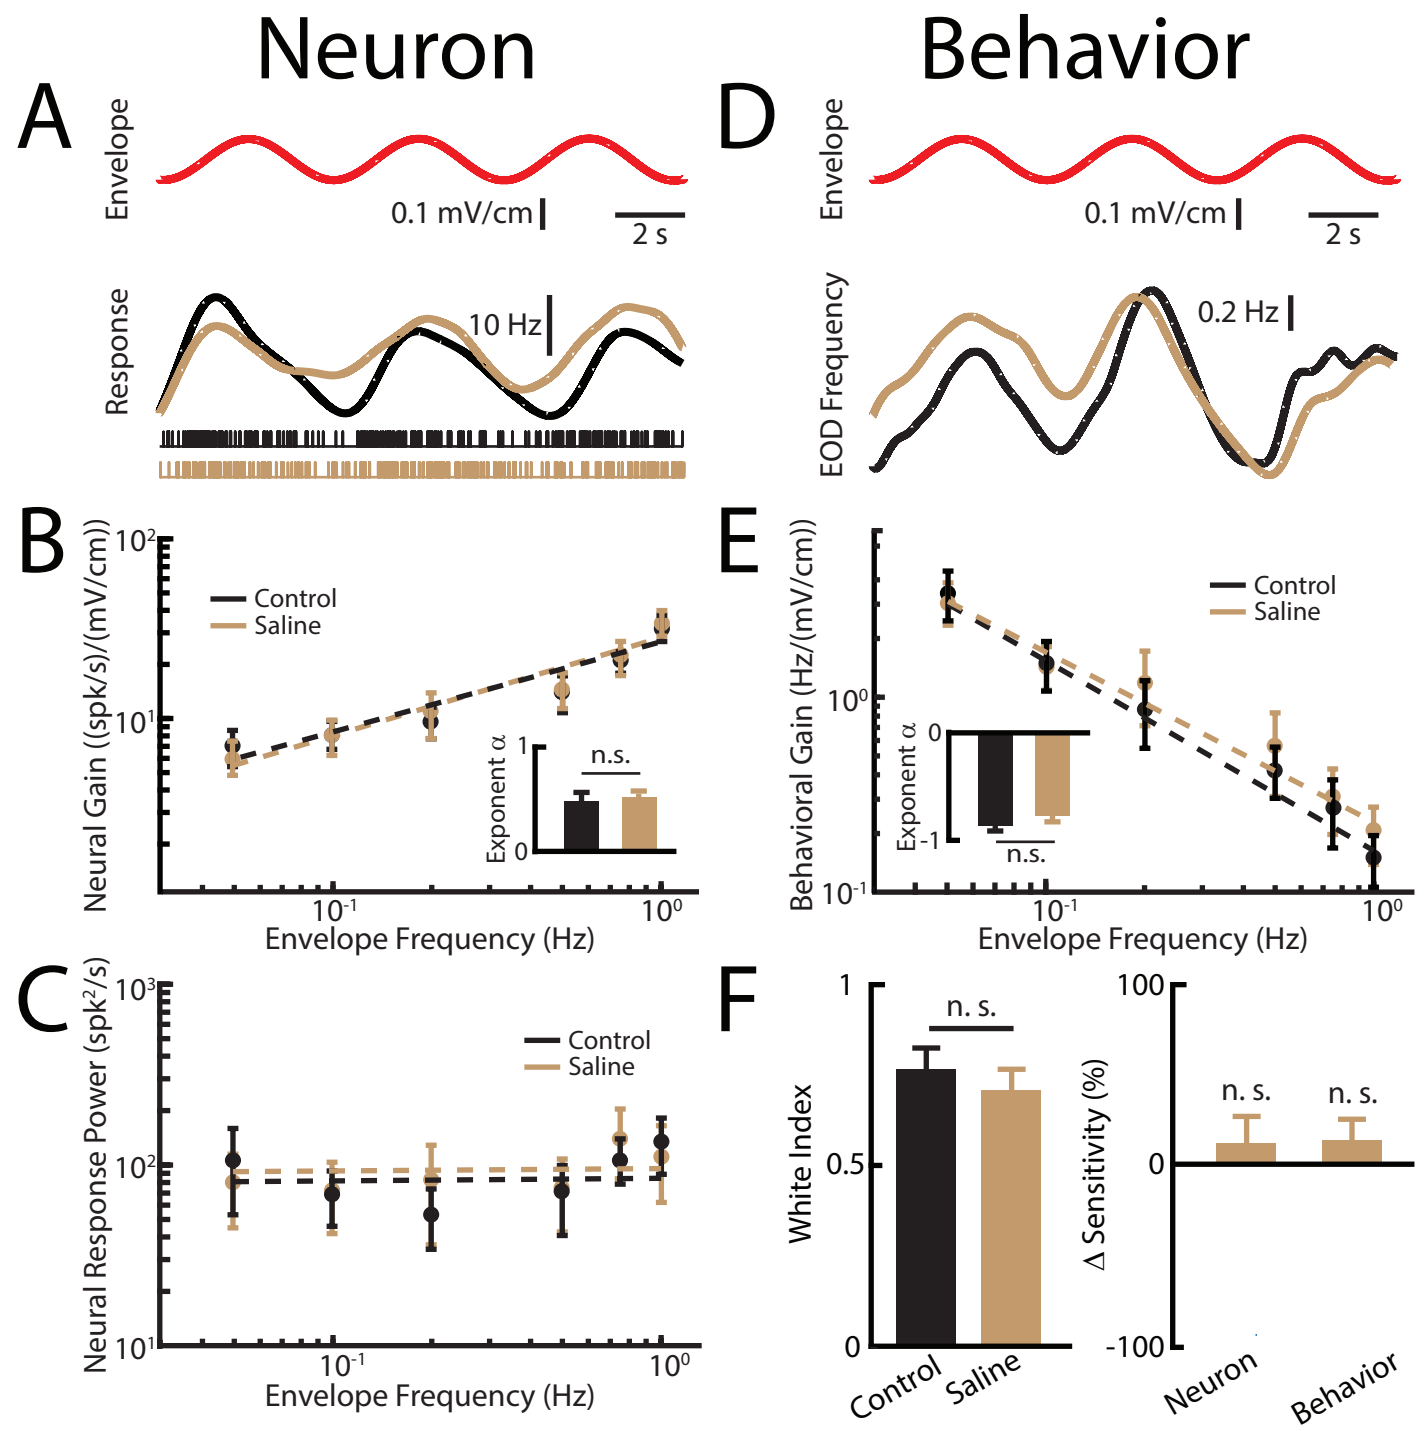 Neuron
Behavior
A
Envelope
0.1 mV/cm
2 s
Response
10 Hz
B
Neural Gain ((spk/s)/(mV/cm))
10²
10¹
Control
Saline
Exponent α
1
0
n.s.
10⁻¹
10⁰
Envelope Frequency (Hz)
C
Neural Response Power (spk²/s)
10³
10²
10¹
Control
Saline
10⁻¹
10⁰
Envelope Frequency (Hz)
D
Envelope
0.1 mV/cm
2 s
EOD Frequency
0.2 Hz
E
Behavioral Gain (Hz/(mV/cm))
10⁰
10⁻¹
Control
Saline
Exponent α
0
-1
n.s.
10⁻¹
10⁰
Envelope Frequency (Hz)
F
White Index
1
0.5
0
n. s.
Control
Saline
Δ Sensitivity (%)
100
0
-100
n. s.
n. s.
Neuron
Behavior